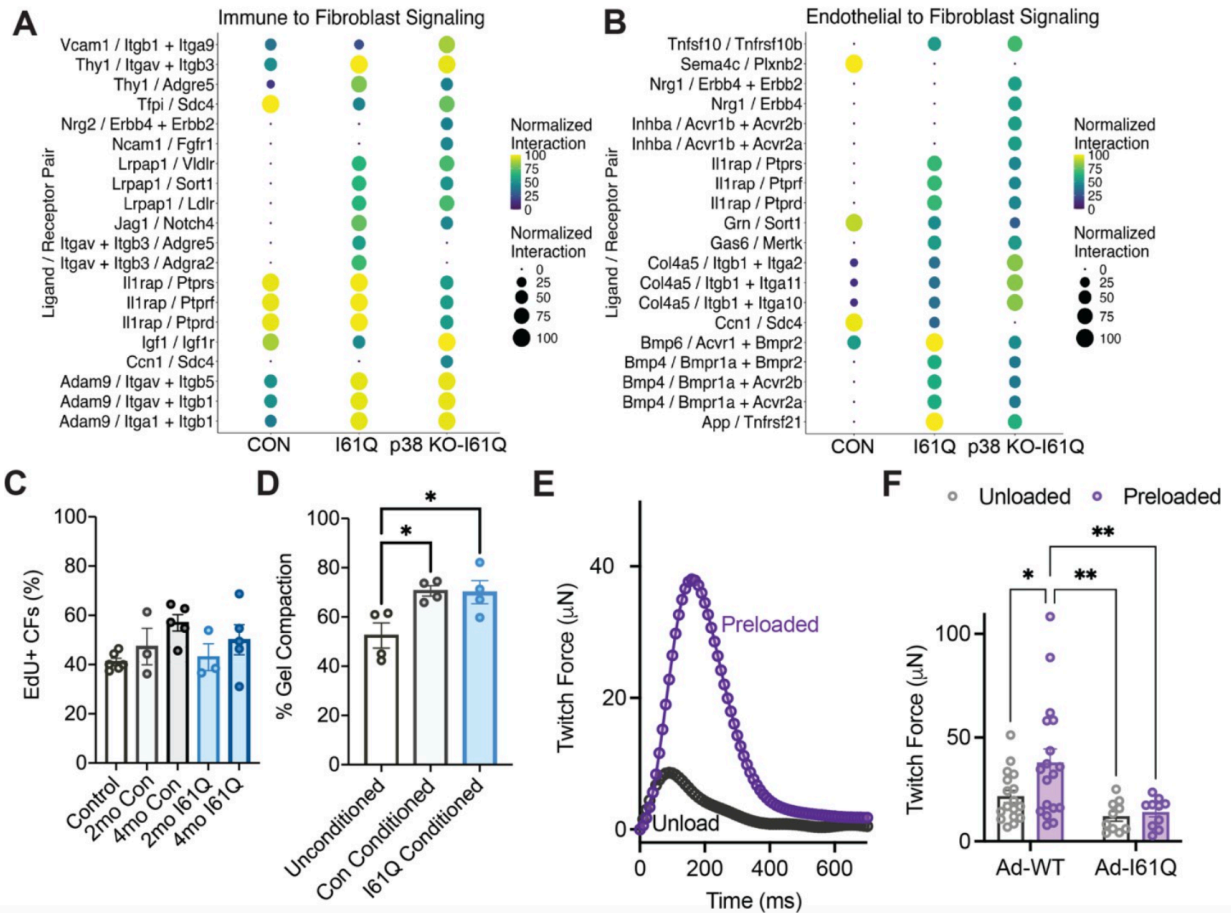 A
Immune to Fibroblast Signaling
Ligand / Receptor Pair
Vcam1 / Itgb1 + Itga9
Thy1 / Itgav + Itgb3
Thy1 / Adgre5
Tfpi / Sdc4
Nrg2 / Erbb4 + Erbb2
Ncam1 / Fgfr1
Lrpap1 / Vldlr
Lrpap1 / Sort1
Lrpap1 / Ldlr
Jag1 / Notch4
Itgav + Itgb3 / Adgre5
Itgav + Itgb3 / Adgra2
Il1rap / Ptprs
Il1rap / Ptprf
Il1rap / Ptprd
Igf1 / Igf1r
Ccn1 / Sdc4
Adam9 / Itgav + Itgb5
Adam9 / Itgav + Itgb1
Adam9 / Itga1 + Itgb1
CON I61Q p38 KO-I61Q
Normalized
Interaction
100
75
50
25
0
Normalized
Interaction
0
25
50
75
100
B
Endothelial to Fibroblast Signaling
Ligand / Receptor Pair
Tnfsf10 / Tnfrsf10b
Sema4c / Plxnb2
Nrg1 / Erbb4 + Erbb2
Nrg1 / Erbb4
Inhba / Acvr1b + Acvr2b
Inhba / Acvr1b + Acvr2a
Il1rap / Ptprs
Il1rap / Ptprf
Il1rap / Ptprd
Grn / Sort1
Gas6 / Mertk
Col4a5 / Itgb1 + Itga2
Col4a5 / Itgb1 + Itga11
Col4a5 / Itgb1 + Itga10
Ccn1 / Sdc4
Bmp6 / Acvr1 + Bmpr2
Bmp4 / Bmpr1a + Bmpr2
Bmp4 / Bmpr1a + Acvr2b
Bmp4 / Bmpr1a + Acvr2a
App / Tnfrsf21
CON I61Q p38 KO-I61Q
Normalized
Interaction
100
75
50
25
0
Normalized
Interaction
0
25
50
75
100
C
EdU+ CFs (%)
100
80
60
40
20
0
Control
2mo Con
4mo Con
2mo I61Q
4mo I61Q
D
% Gel Compaction
100
80
60
40
20
0
*
*
Unconditioned
Con Conditioned
I61Q Conditioned
E
Twitch Force (µN)
40
20
0
Preloaded
Unload
0 200 400 600
Time (ms)
F
Unloaded Preloaded
Twitch Force (µN)
100
50
0
**
* **
Ad-WT Ad-I61Q